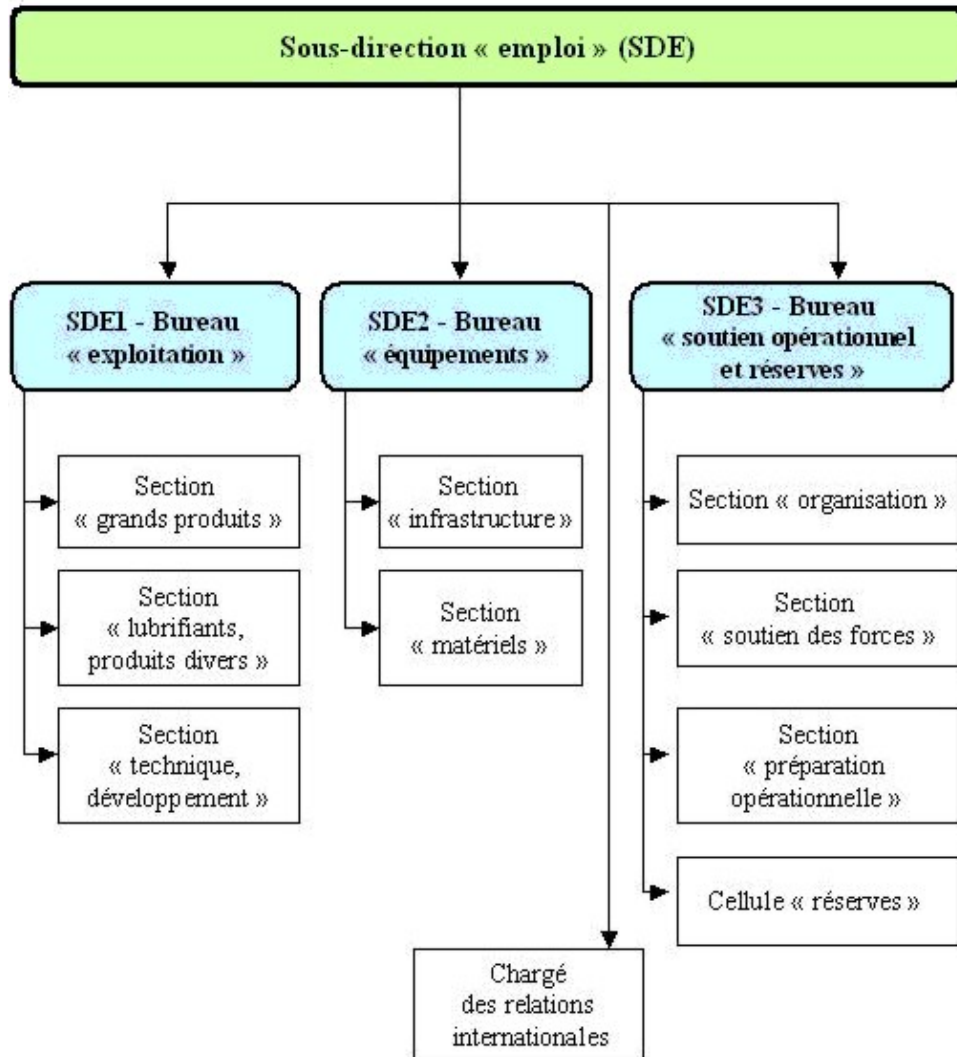 Sous-direction « emploi » (SDE)
SDE1 - Bureau
« exploitation »
Section
« grands produits »
Section
« lubrifiants,
produits divers »
Section
« technique,
développement »
SDE2 - Bureau
« équipements »
Section
« infrastructure »
Section
« matériels »
SDE3 - Bureau
« soutien opérationnel
et réserves »
Section « organisation »
Section
« soutien des forces »
Section
« préparation
opérationnelle »
Cellule « réserves »
Chargé
des relations
internationales